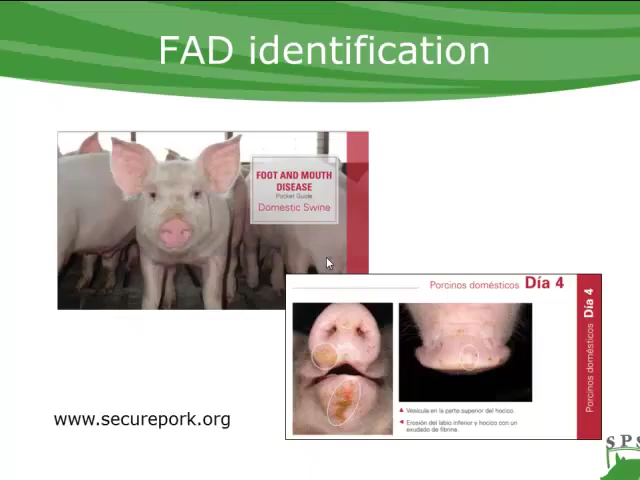 FAD identification
FOOT AND MOUTH
DISEASE
Pocket Guide
Domestic Swine
Porcinos domésticos Día 4
Porcinos domésticos Día 4
Vesícula en la parte superior del hocico.
Erosión del labio inferior y hocico con un
exudado de fibrina.
www.securepork.org
SPS